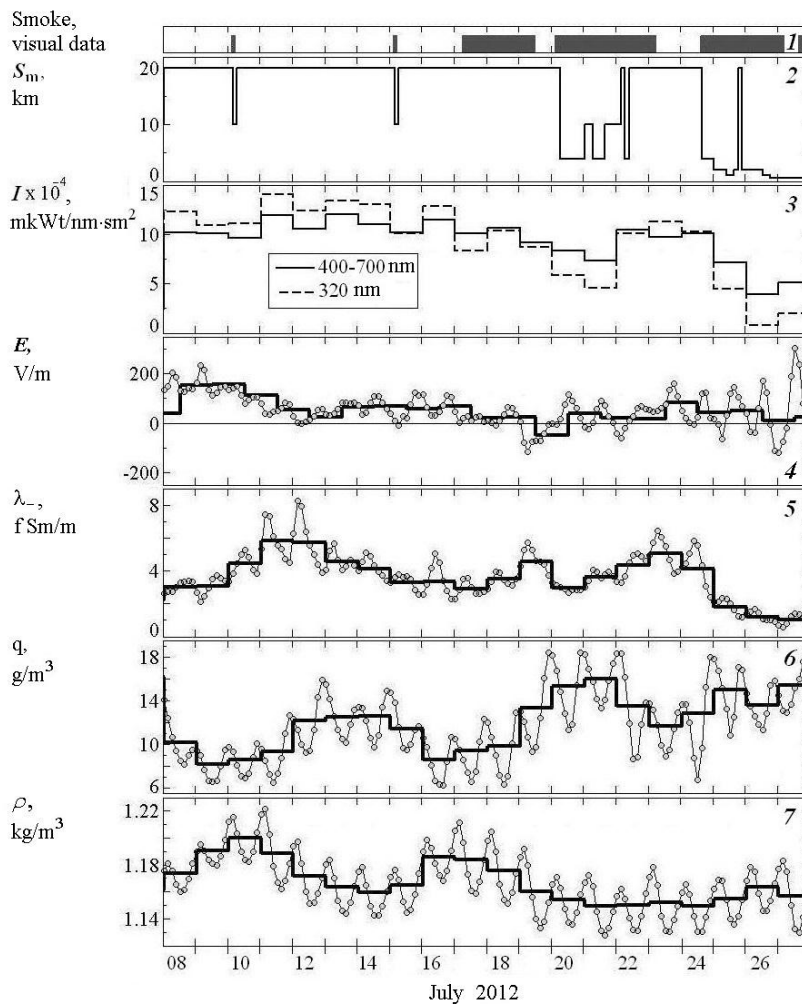 Smoke,
visual data
1
S_m,
km
20
10
0
2
I x 10^-4,
mkWt/nm·sm^2
15
10
5
0
3
400-700 nm
320 nm
E,
V/m
200
0
-200
4
λ_−,
f Sm/m
8
4
0
5
q,
g/m^3
18
14
10
6
6
ρ,
kg/m^3
1.22
1.18
1.14
7
08 10 12 14 16 18 20 22 24 26
July 2012